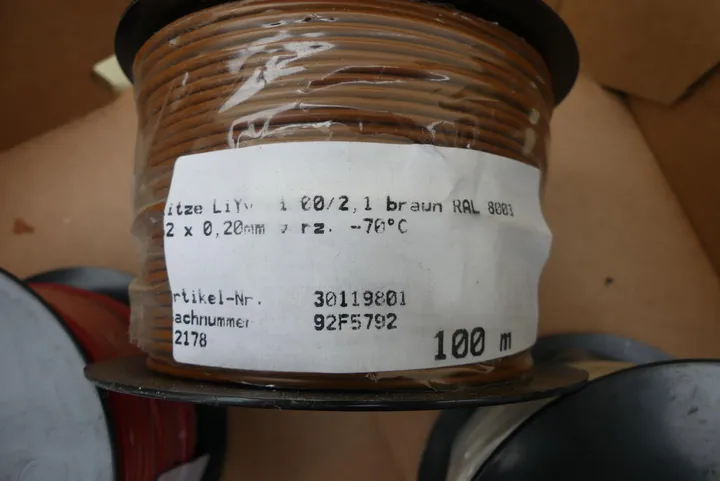 itze LiYv 1 00/2,1 braun RAL 8003
2 x 0,20mm v rz. -70°C
rtikel-Nr. 30119801
achnummer 92F5792
2178 100 m